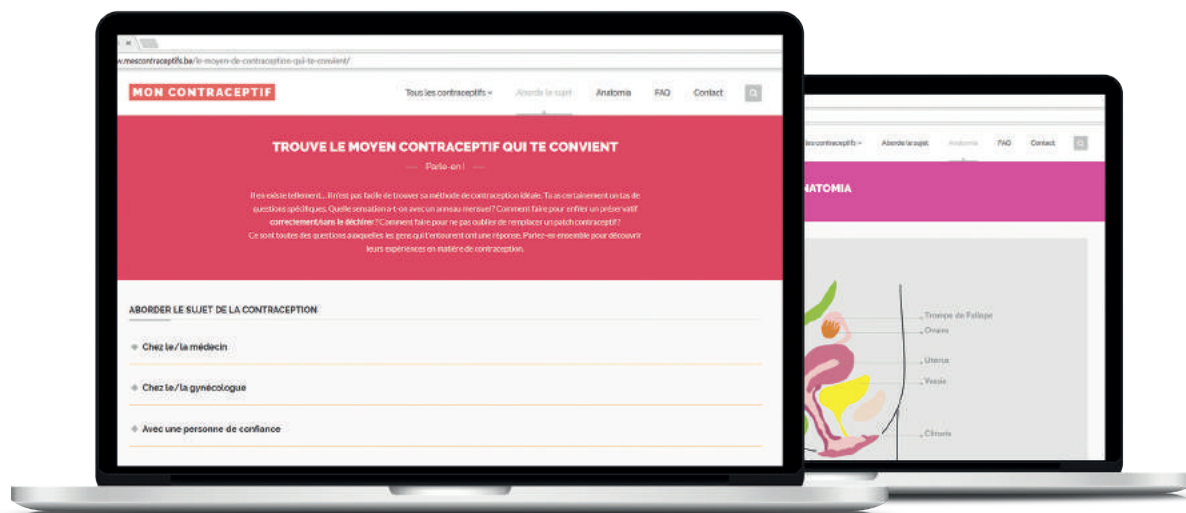 w.mescontraceptifs.be/le-moyen-de-contraception-qui-te-convient/
MON CONTRACEPTIF
Tous les contraceptifs
Aborde le sujet
Anatomia
FAQ
Contact
TROUVE LE MOYEN CONTRACEPTIF QUI TE CONVIENT
Parle-en !
Il en existe tellement... Il n'est pas facile de trouver sa méthode de contraception idéale. Tu as certainement un tas de
questions spécifiques. Quelle sensation a-t-on avec un anneau mensuel? Comment faire pour enfiler un préservatif
correctement/sans le déchirer? Comment faire pour ne pas oublier de remplacer un patch contraceptif?
Ce sont toutes des questions auxquelles les gens qui t'entourent ont une réponse. Parlez-en ensemble pour découvrir
leurs expériences en matière de contraception.
ABORDER LE SUJET DE LA CONTRACEPTION
Chez le/la médecin
Chez le/la gynécologue
Avec une personne de confiance
les contraceptifs
Aborde le sujet
Anatomia
FAQ
Contact
NATOMIA
Trompe de Fallope
Ovaire
Uterus
Vessie
Clitoris